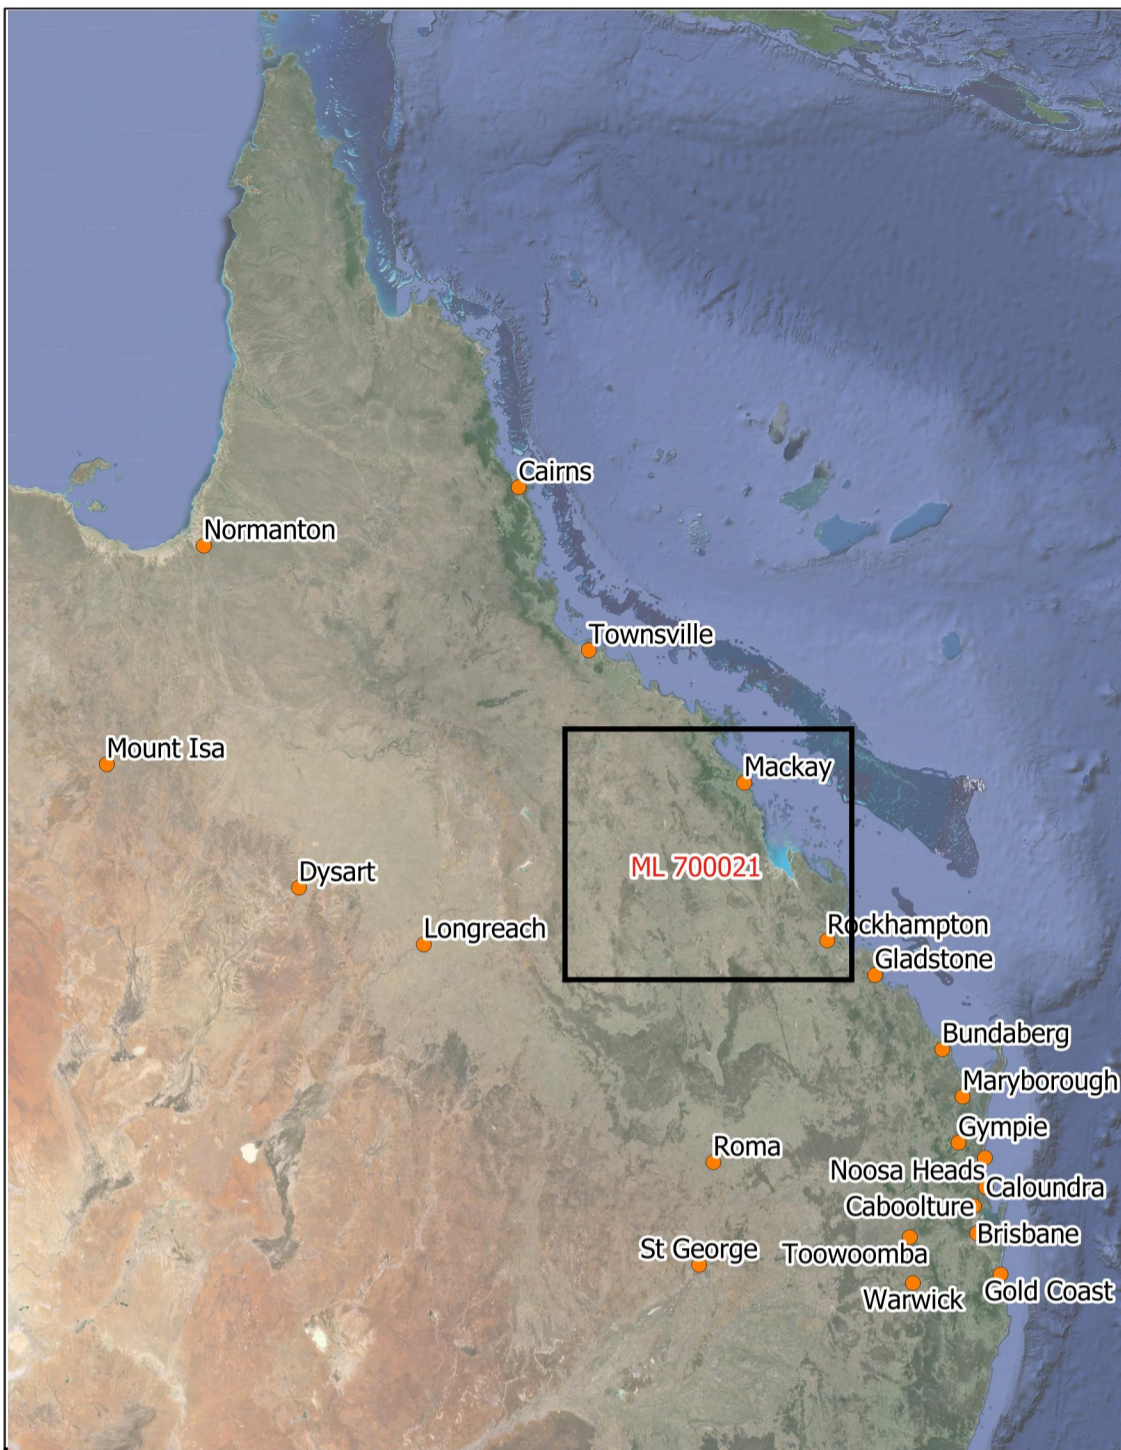 Cairns
Normanton
Townsville
Mount Isa
Mackay
ML 700021
Dysart
Longreach
Rockhampton
Gladstone
Bundaberg
Maryborough
Gympie
Roma
Noosa Heads
Caloundra
Caboolture
Brisbane
St George
Toowoomba
Gold Coast
Warwick